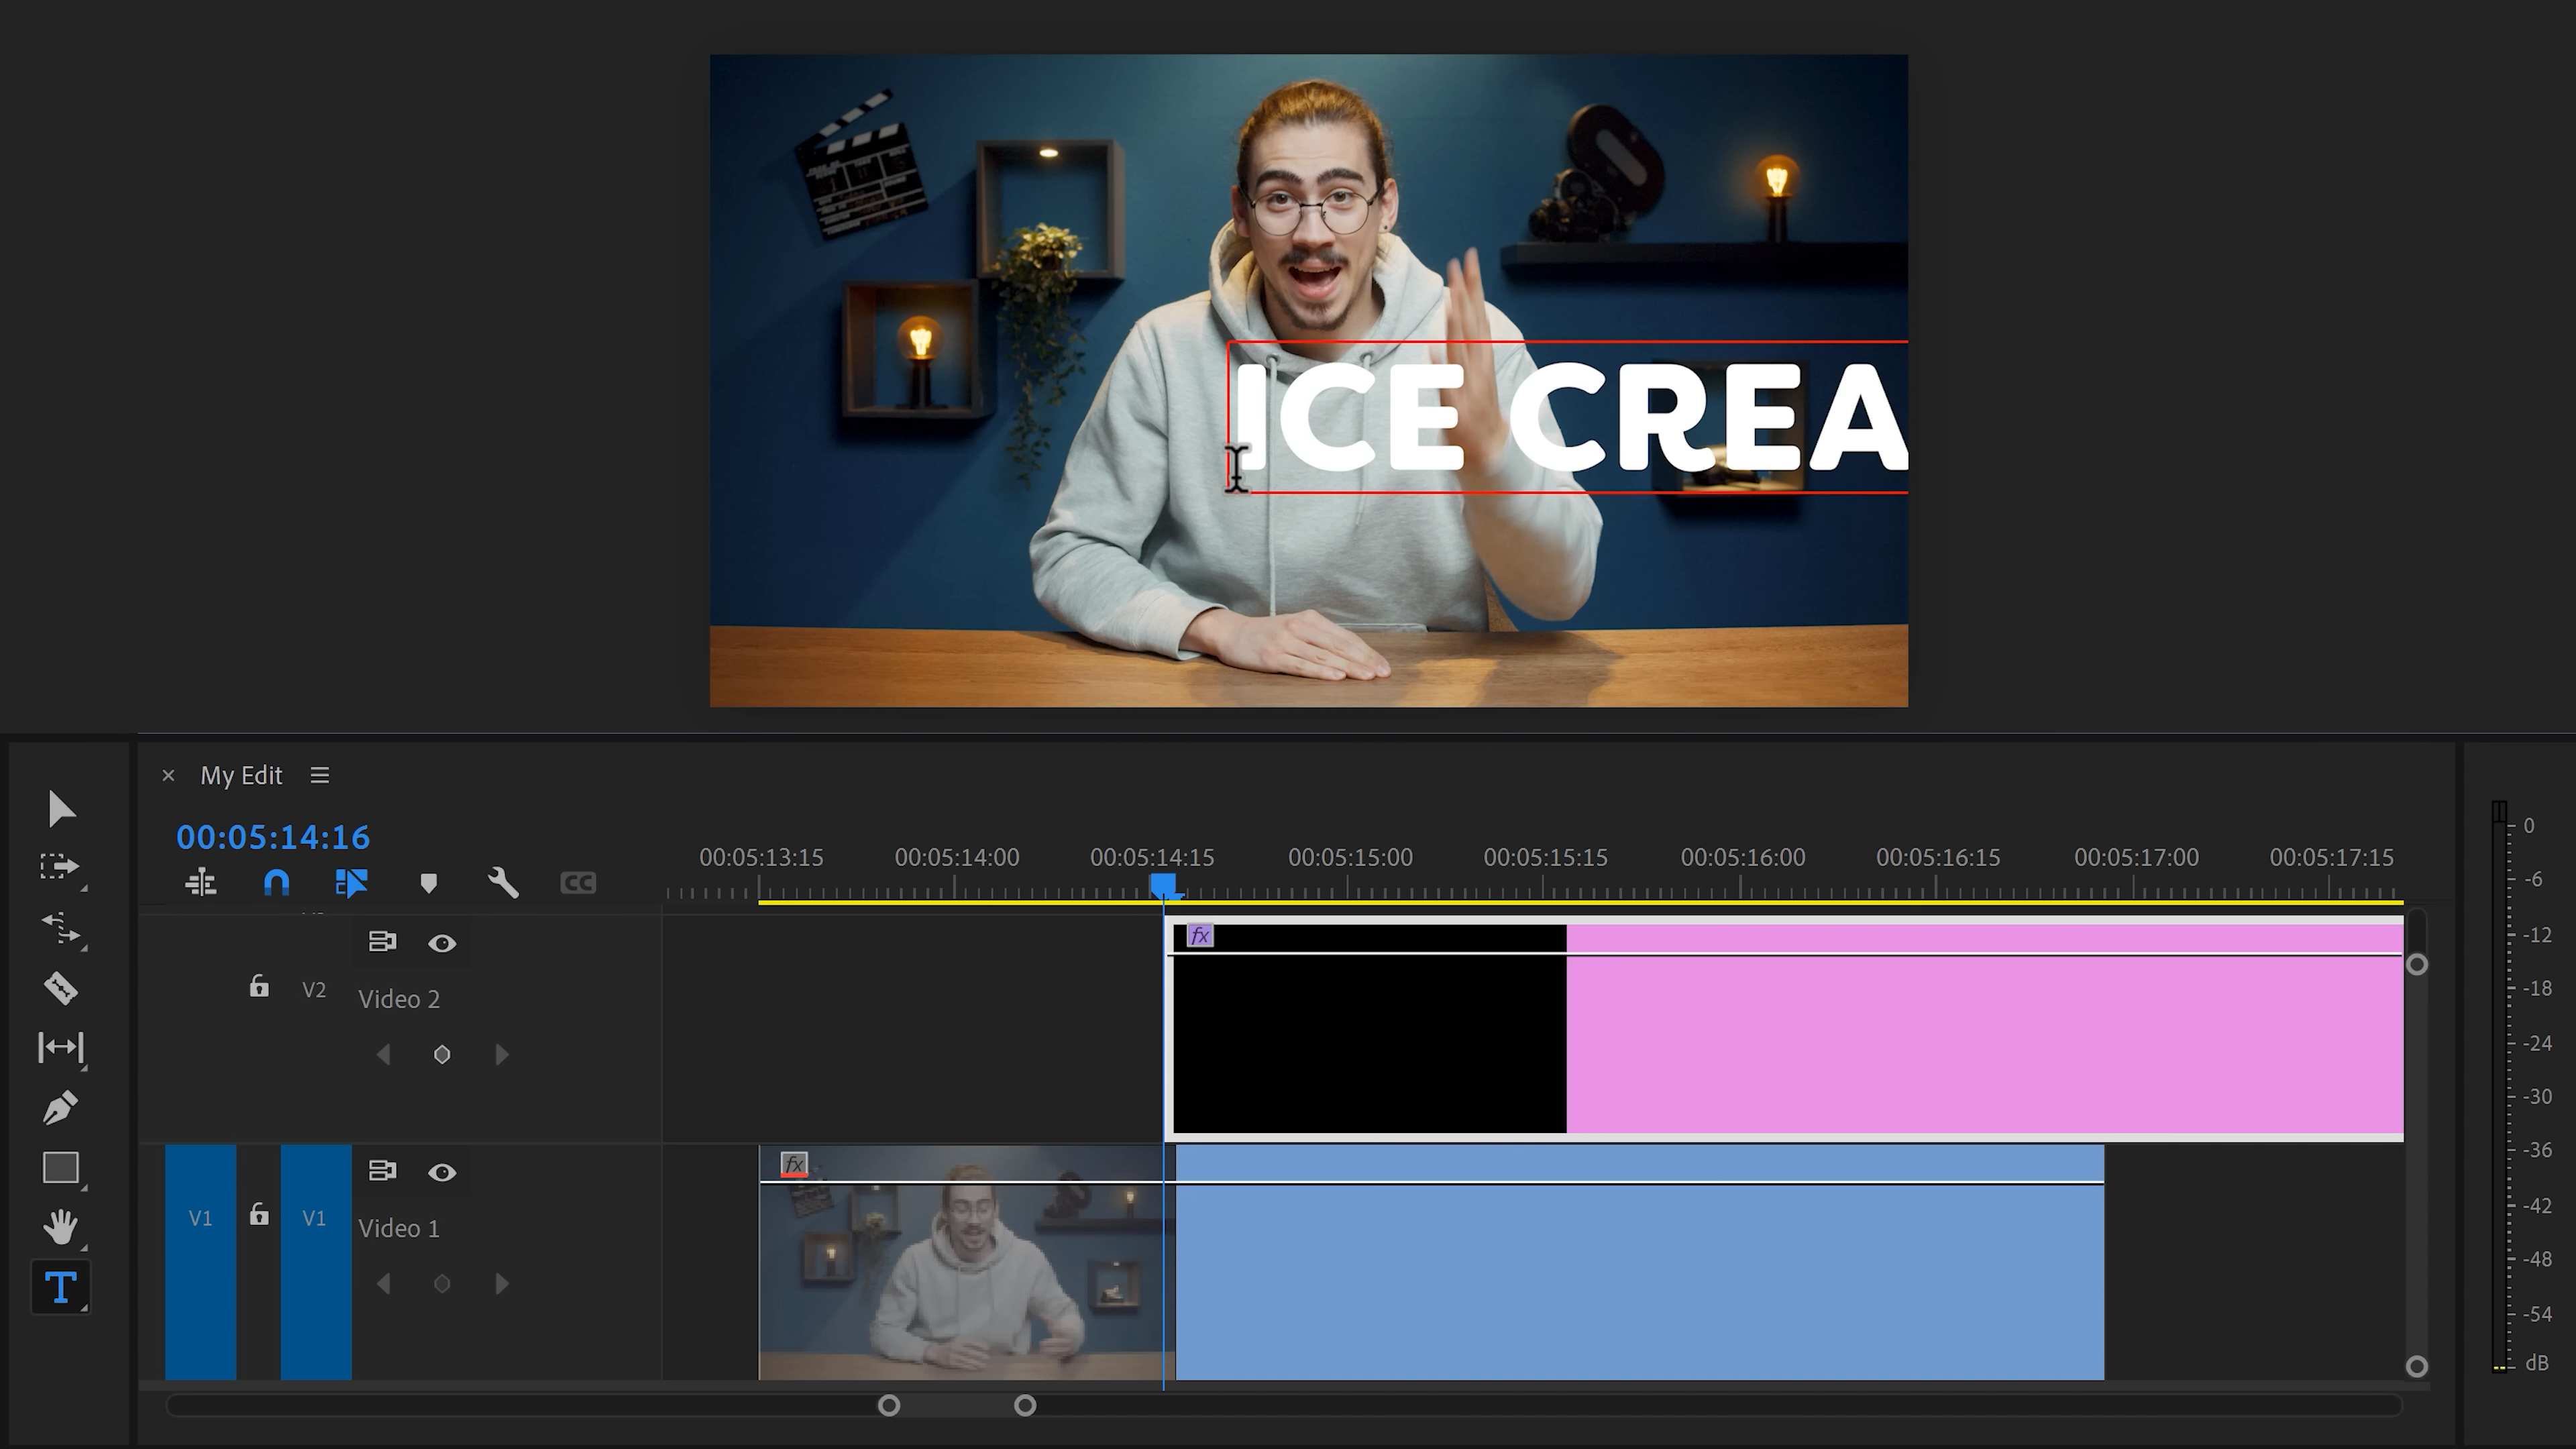 ICE CREA
My Edit
00:05:14:16
00:05:13:15 00:05:14:00 00:05:14:15 00:05:15:00 00:05:15:15 00:05:16:00 00:05:16:15 00:05:17:00 00:05:17:15
CC
fx
V2 Video 2
fx
V1 V1 Video 1
T
0
-6
-12
-18
-24
-30
-36
-42
-48
-54
dB